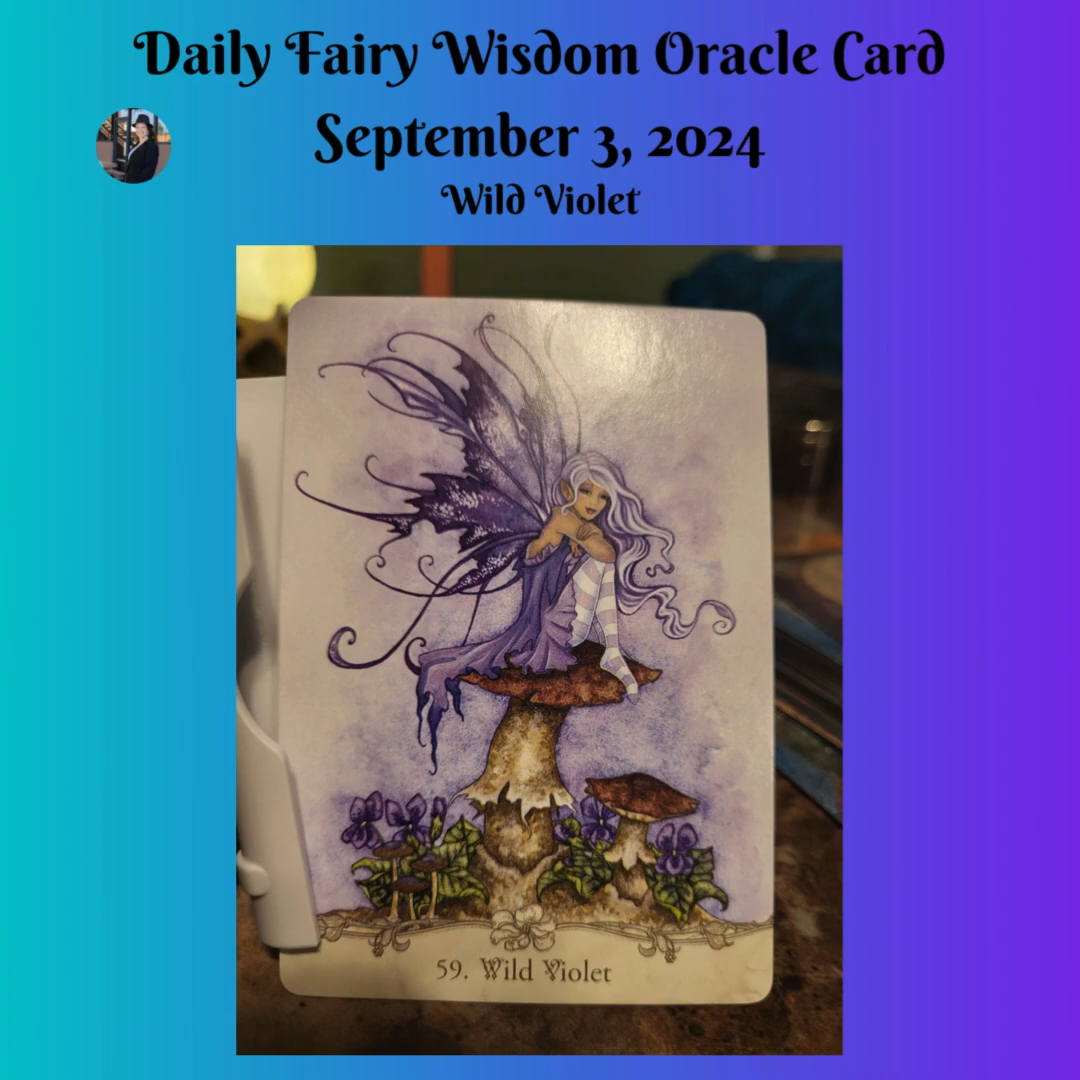 Daily Fairy Wisdom Oracle Card
September 3, 2024
Wild Violet
59. Wild Violet